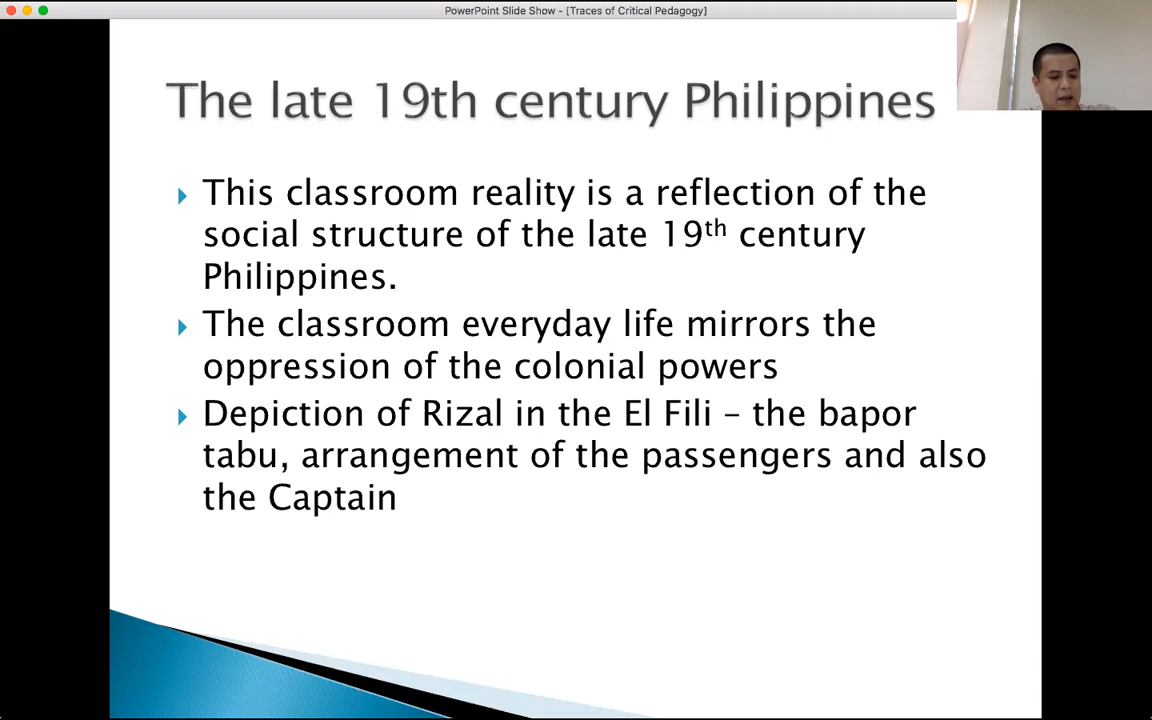 PowerPoint Slide Show - [Traces of Critical Pedagogy]
The late 19th century Philippines
This classroom reality is a reflection of the
social structure of the late 19th century
Philippines.
The classroom everyday life mirrors the
oppression of the colonial powers
Depiction of Rizal in the El Fili – the bapor
tabu, arrangement of the passengers and also
the Captain